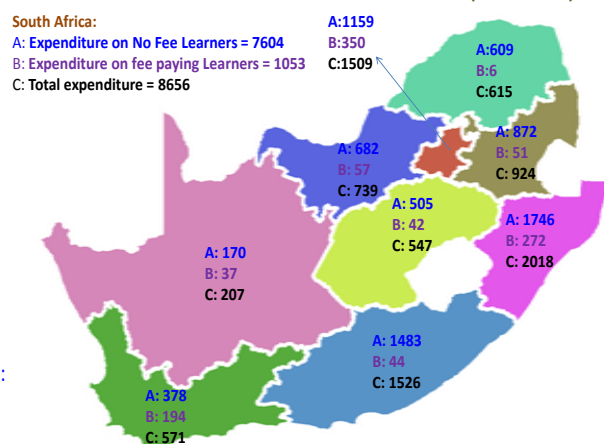 South Africa:
A: Expenditure on No Fee Learners = 7604
B: Expenditure on fee paying Learners = 1053
C: Total expenditure = 8656
A:1159
B:350
C:1509
A:609
B:6
C:615
A: 872
B: 51
C: 924
A: 682
B: 57
C: 739
A: 505
B: 42
C: 547
A: 1746
B: 272
C: 2018
A: 170
B: 37
C: 207
A: 1483
B: 44
C: 1526
:
A: 378
B: 194
C: 571